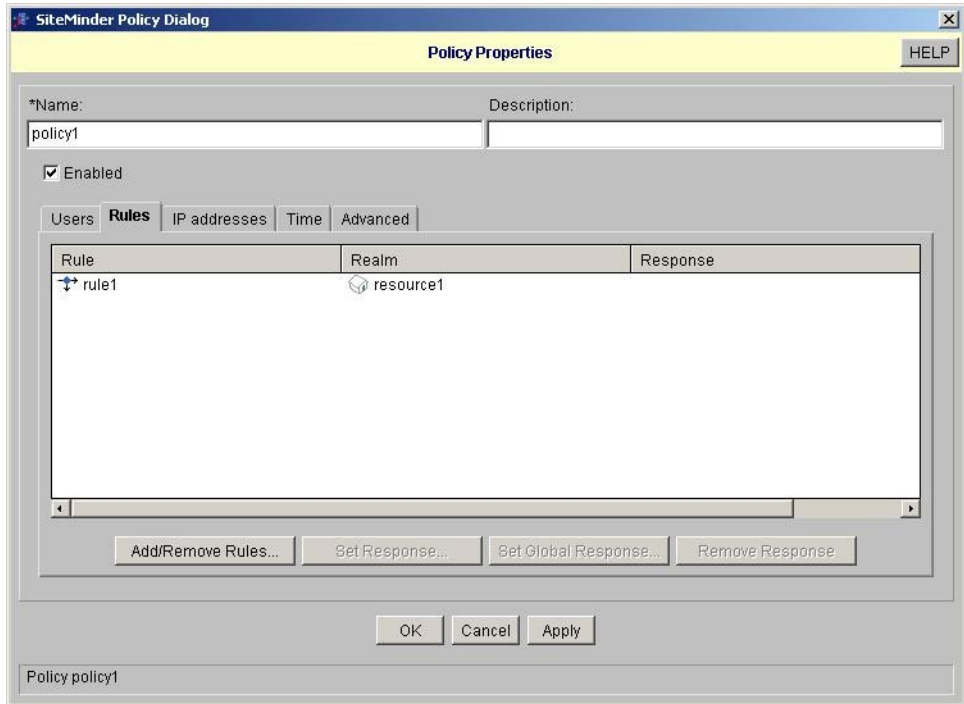 SiteMinder Policy Dialog
Policy Properties HELP
*Name: Description:
policy1
Enabled
Users Rules IP addresses Time Advanced
Rule Realm Response
rule1 resource1
Add/Remove Rules... Set Response... Set Global Response... Remove Response
OK Cancel Apply
Policy policy1